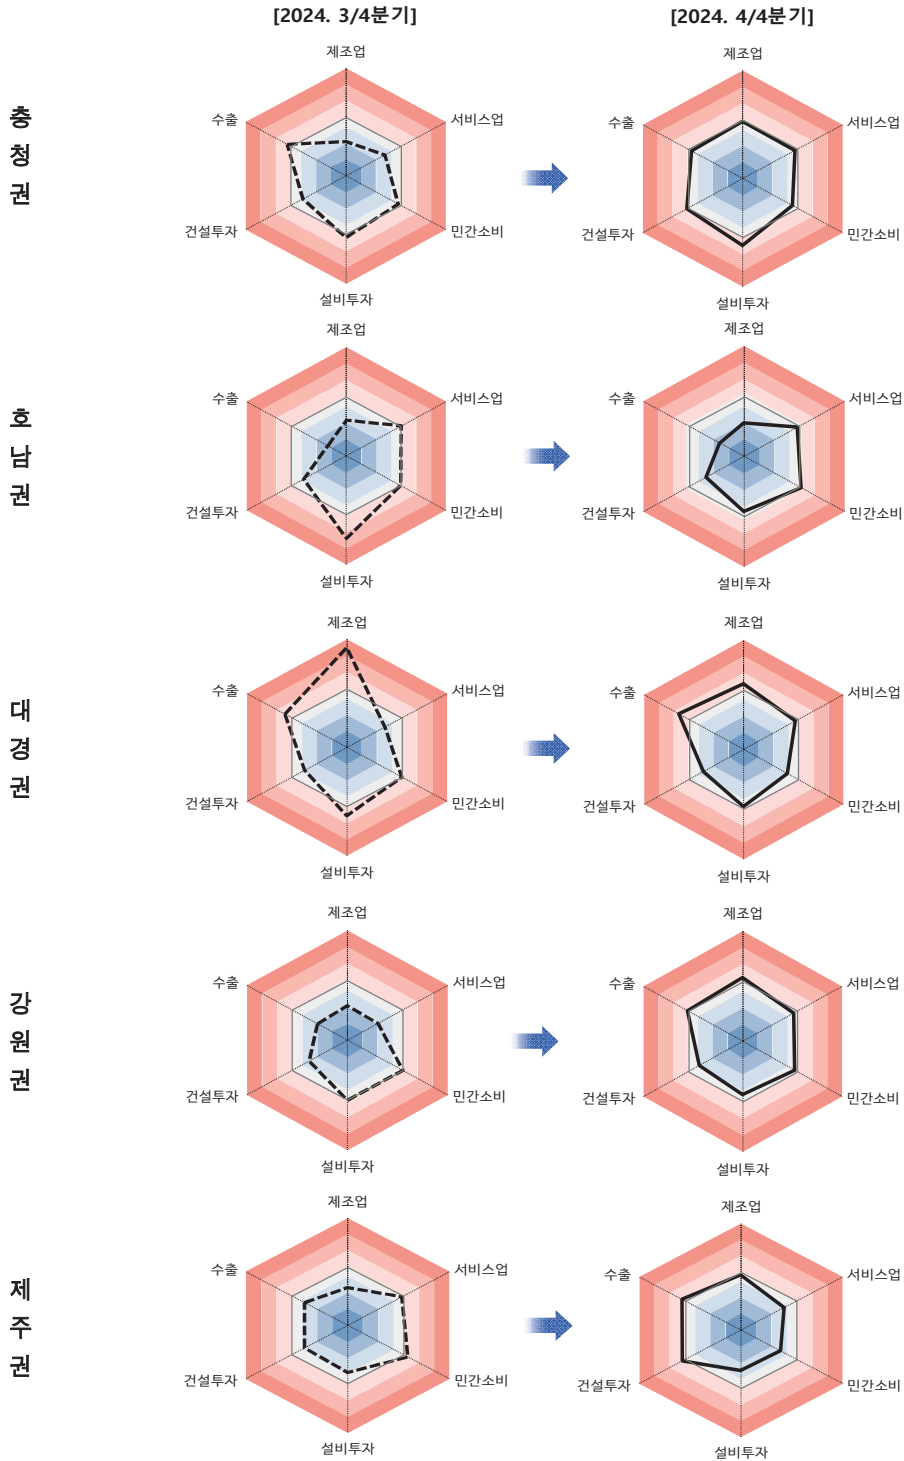 [2024. 3/4분기]
[2024. 4/4분기]
충
청
권
제조업
수출
서비스업
건설투자
민간소비
설비투자
제조업
수출
서비스업
건설투자
민간소비
설비투자
호
남
권
제조업
수출
서비스업
건설투자
민간소비
설비투자
제조업
수출
서비스업
건설투자
민간소비
설비투자
대
경
권
제조업
수출
서비스업
건설투자
민간소비
설비투자
제조업
수출
서비스업
건설투자
민간소비
설비투자
강
원
권
제조업
수출
서비스업
건설투자
민간소비
설비투자
제조업
수출
서비스업
건설투자
민간소비
설비투자
제
주
권
제조업
수출
서비스업
건설투자
민간소비
설비투자
제조업
수출
서비스업
건설투자
민간소비
설비투자